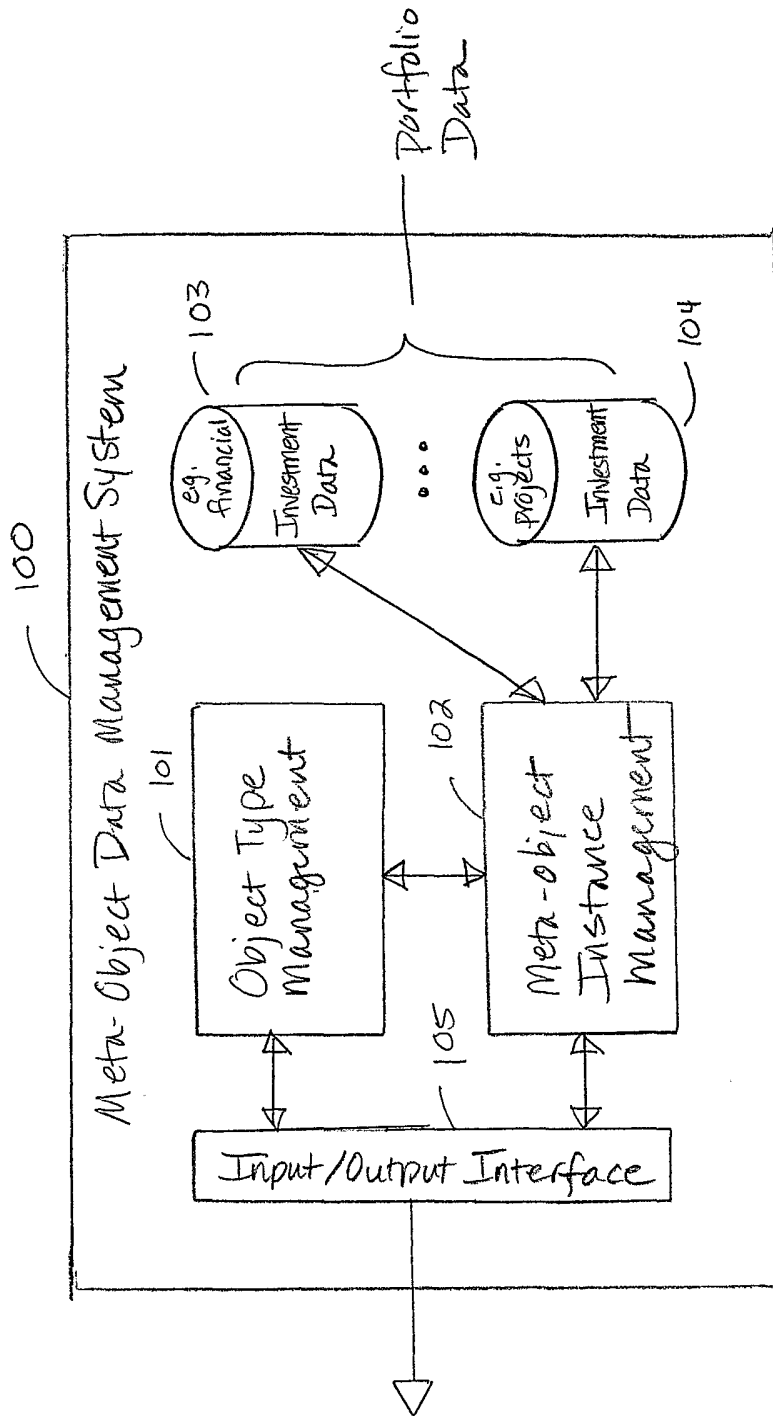 100
Meta-Object Data Management System
101
Object Type
Management
102
Meta-object
Instance
Management
105
Input/Output Interface
103
e.g.
financial
Investment
Data
e.g.
projects
Investment
Data
104
portfolio
Data